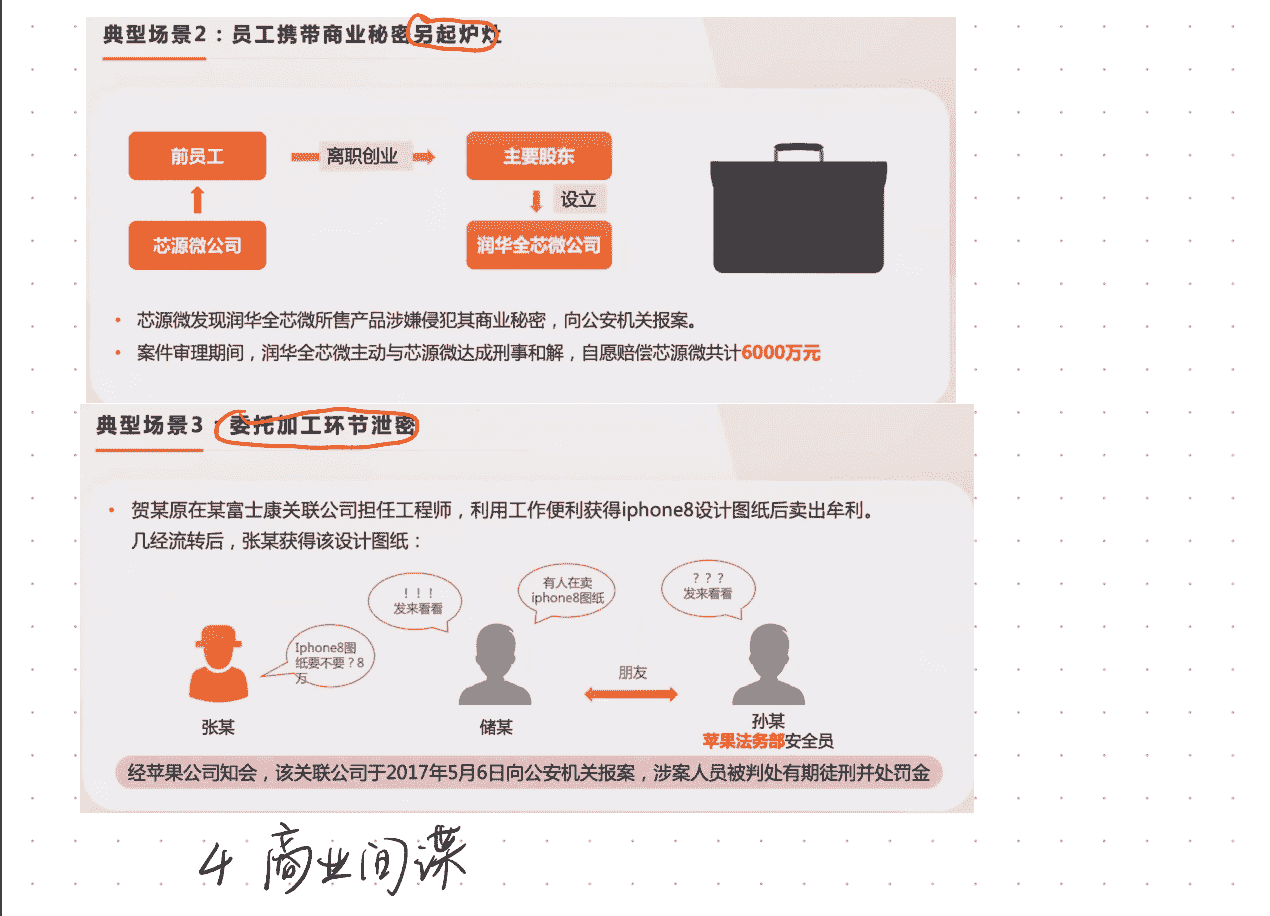 典型场景2：员工携带商业秘密另起炉灶
前员工
离职创业
主要股东
设立
芯源微公司
润华全芯微公司
• 芯源微发现润华全芯微所售产品涉嫌侵犯其商业秘密，向公安机关报案。
• 案件审理期间，润华全芯微主动与芯源微达成刑事和解，自愿赔偿芯源微共计6000万元
典型场景3：委托加工环节泄密
• 贺某原在某富士康关联公司担任工程师，利用工作便利获得iphone8设计图纸后卖出牟利。
几经流转后，张某获得该设计图纸：
Iphone8图
纸要不要？8
万
！！！
发来看看
有人在卖
iphone8图纸
？？？
发来看看
朋友
张某
储某
孙某
苹果法务部安全员
经苹果公司知会，该关联公司于2017年5月6日向公安机关报案，涉案人员被判处有期徒刑并处罚金
4 商业间谍